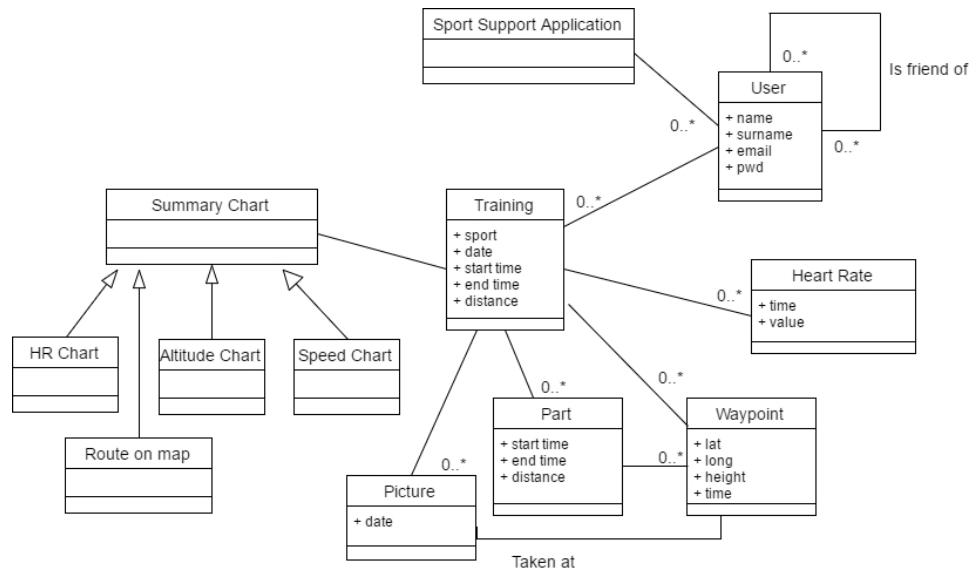 Sport Support Application
0..*
Is friend of
User
+ name
+ surname
+ email
+ pwd
0..*
0..*
0..*
Summary Chart
Training
+ sport
+ date
+ start time
+ end time
+ distance
Heart Rate
+ time
+ value
0..*
HR Chart
Altitude Chart
Speed Chart
0..*
0..*
Part
+ start time
+ end time
+ distance
Waypoint
+ lat
+ long
+ height
+ time
0..*
Route on map
0..*
Picture
+ date
Taken at